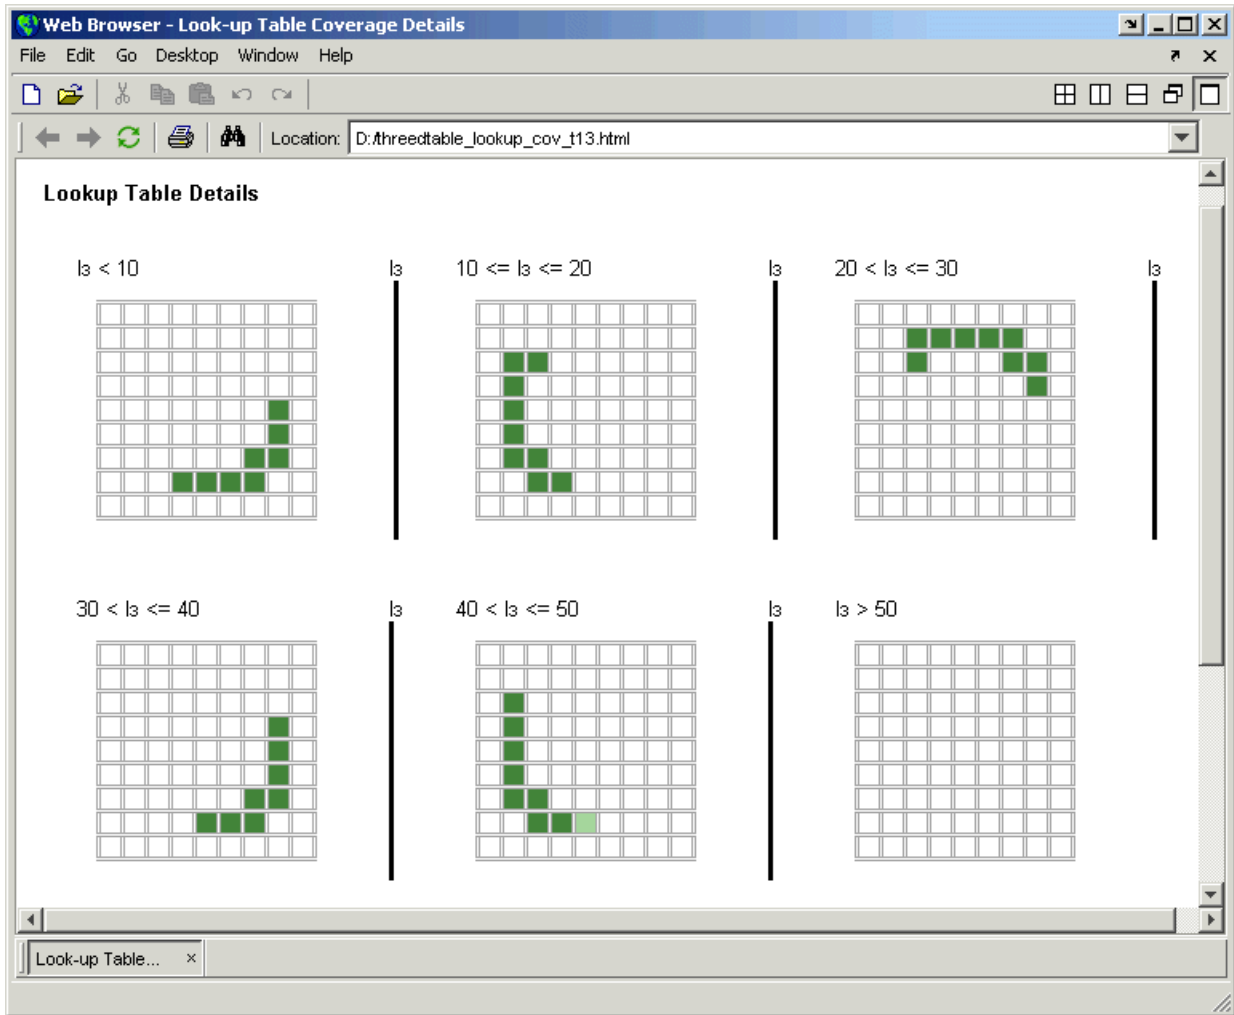 Web Browser - Look-up Table Coverage Details
File Edit Go Desktop Window Help
Location: D:/threedtable_lookup_cov_t13.html
Lookup Table Details
I3 < 10 I3 10 <= I3 <= 20 I3 20 < I3 <= 30 I3
30 < I3 <= 40 I3 40 < I3 <= 50 I3 I3 > 50
Look-up Table... ×